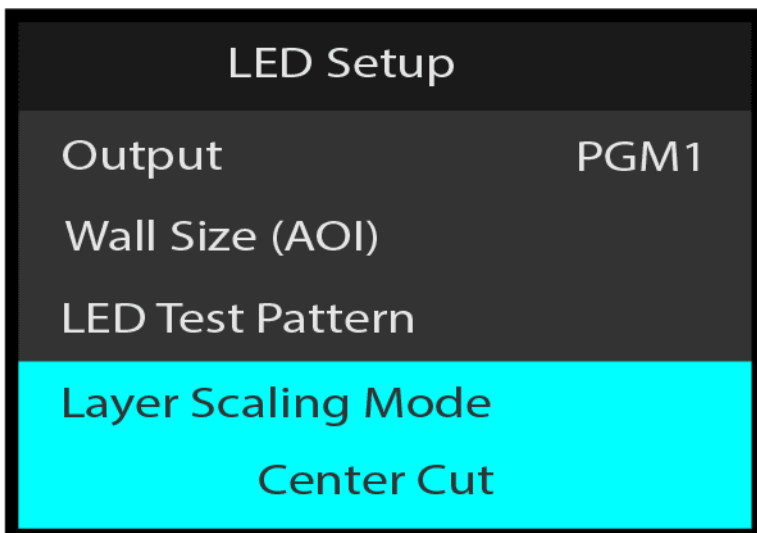 LED Setup
Output PGM1
Wall Size (AOI)
LED Test Pattern
Layer Scaling Mode
Center Cut